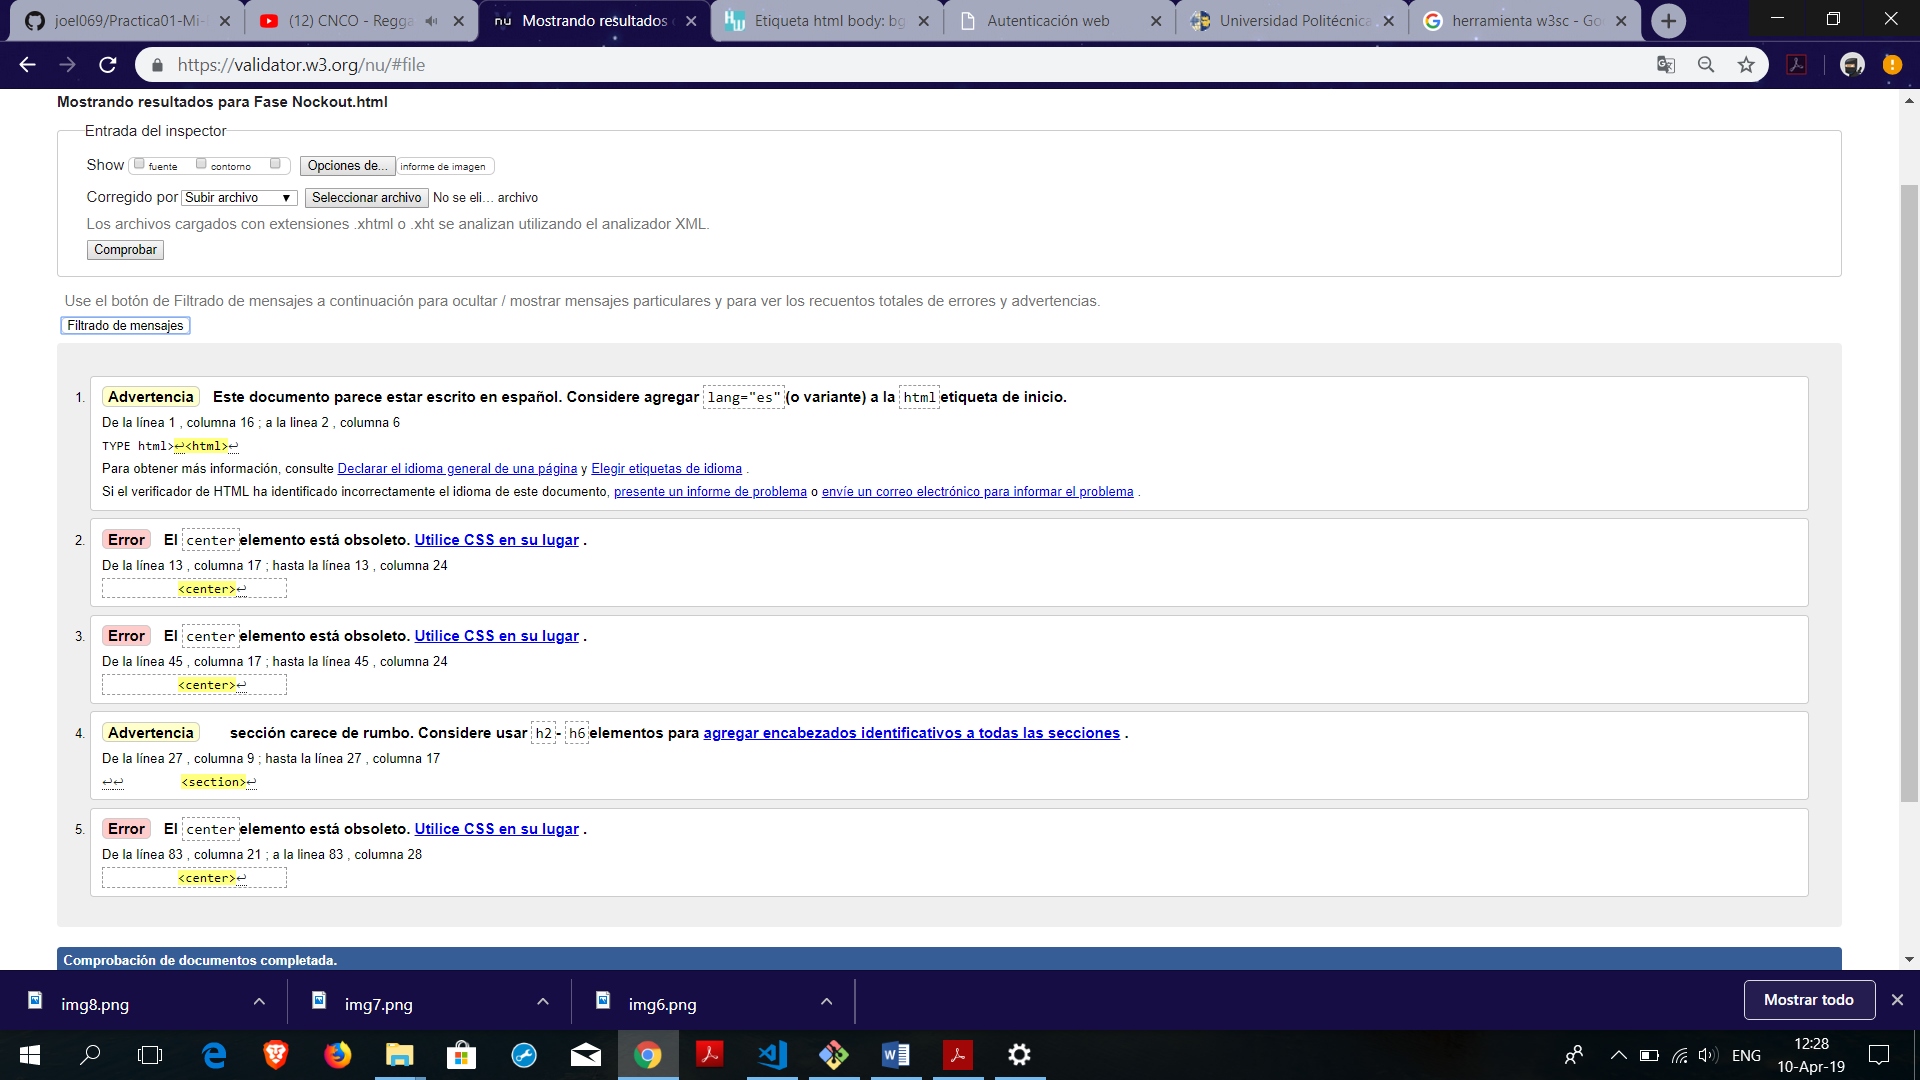 joel069/Practica01-Mi-
(12) CNCO - Regga
Mostrando resultados
Etiqueta html body: bg
Autenticación web
Universidad Politécnica
herramienta w3sc - Go
https://validator.w3.org/nu/#file
Mostrando resultados para Fase Nockout.html
Entrada del inspector
Show fuente contorno Opciones de... informe de imagen
Corregido por Subir archivo Seleccionar archivo No se eli... archivo
Los archivos cargados con extensiones .xhtml o .xht se analizan utilizando el analizador XML.
Comprobar
Use el botón de Filtrado de mensajes a continuación para ocultar / mostrar mensajes particulares y para ver los recuentos totales de errores y advertencias.
Filtrado de mensajes
1. Advertencia Este documento parece estar escrito en español. Considere agregar lang="es" (o variante) a la html etiqueta de inicio.
De la línea 1 , columna 16 ; a la linea 2 , columna 6
TYPE html>↩<html>↩
Para obtener más información, consulte Declarar el idioma general de una página y Elegir etiquetas de idioma .
Si el verificador de HTML ha identificado incorrectamente el idioma de este documento, presente un informe de problema o envíe un correo electrónico para informar el problema .
2. Error El center elemento está obsoleto. Utilice CSS en su lugar .
De la línea 13 , columna 17 ; hasta la línea 13 , columna 24
<center>↩
3. Error El center elemento está obsoleto. Utilice CSS en su lugar .
De la línea 45 , columna 17 ; hasta la línea 45 , columna 24
<center>↩
4. Advertencia sección carece de rumbo. Considere usar h2 - h6 elementos para agregar encabezados identificativos a todas las secciones .
De la línea 27 , columna 9 ; hasta la línea 27 , columna 17
↩↩ <section>↩
5. Error El center elemento está obsoleto. Utilice CSS en su lugar .
De la línea 83 , columna 21 ; a la linea 83 , columna 28
<center>↩
Comprobación de documentos completada.
img8.png
img7.png
img6.png
Mostrar todo
ENG
12:28
10-Apr-19